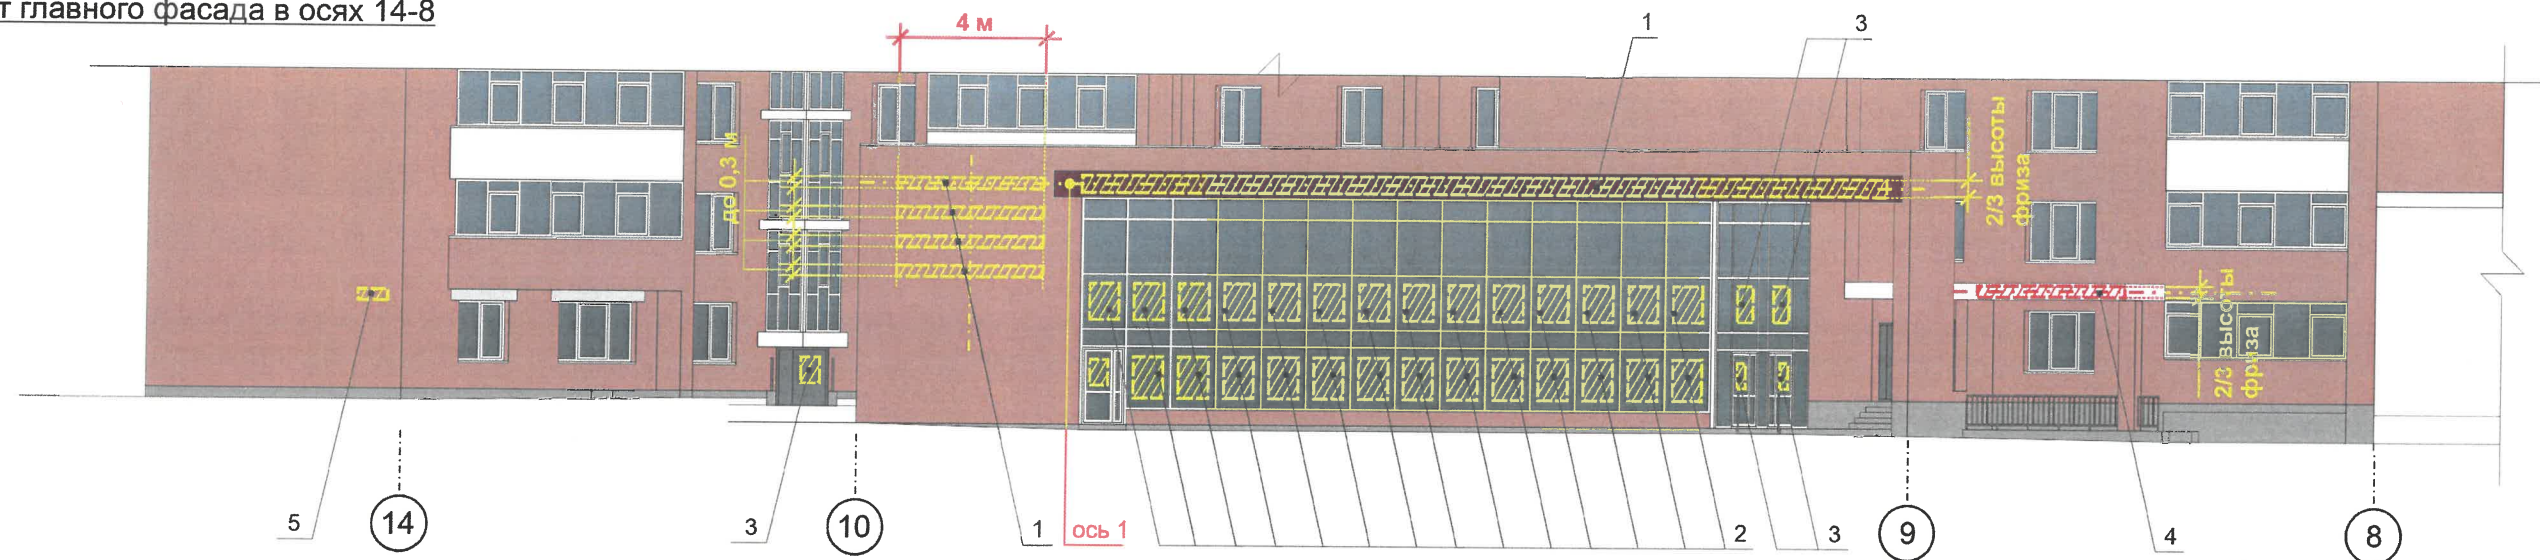 т главного фасада в осях 14-8
4 м
1
3
до 0,3 м
2/3 высоты
фриза
2/3 высоты
фриза
5
14
3
10
1
ось 1
2
3
9
4
8